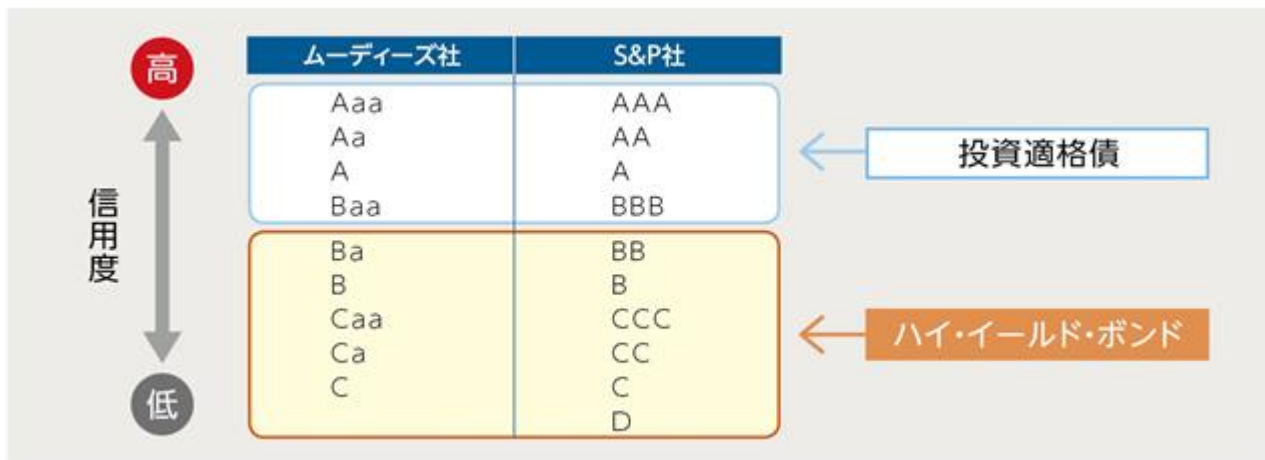 高
信用度
低
ムーディーズ社 S&P社
Aaa AAA
Aa AA
A A
Baa BBB
Ba BB
B B
Caa CCC
Ca CC
C C
D
投資適格債
ハイ・イールド・ボンド